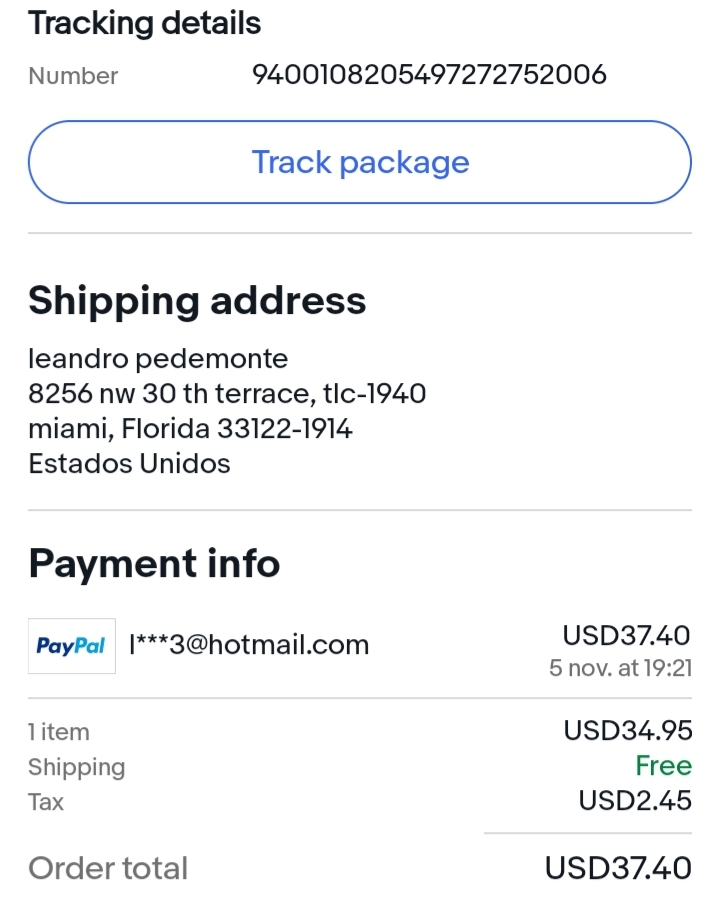 Tracking details
Number 9400108205497272752006
Track package
Shipping address
leandro pedemonte
8256 nw 30 th terrace, tlc-1940
miami, Florida 33122-1914
Estados Unidos
Payment info
PayPal l***3@hotmail.com USD37.40
5 nov. at 19:21
1 item USD34.95
Shipping Free
Tax USD2.45
Order total USD37.40